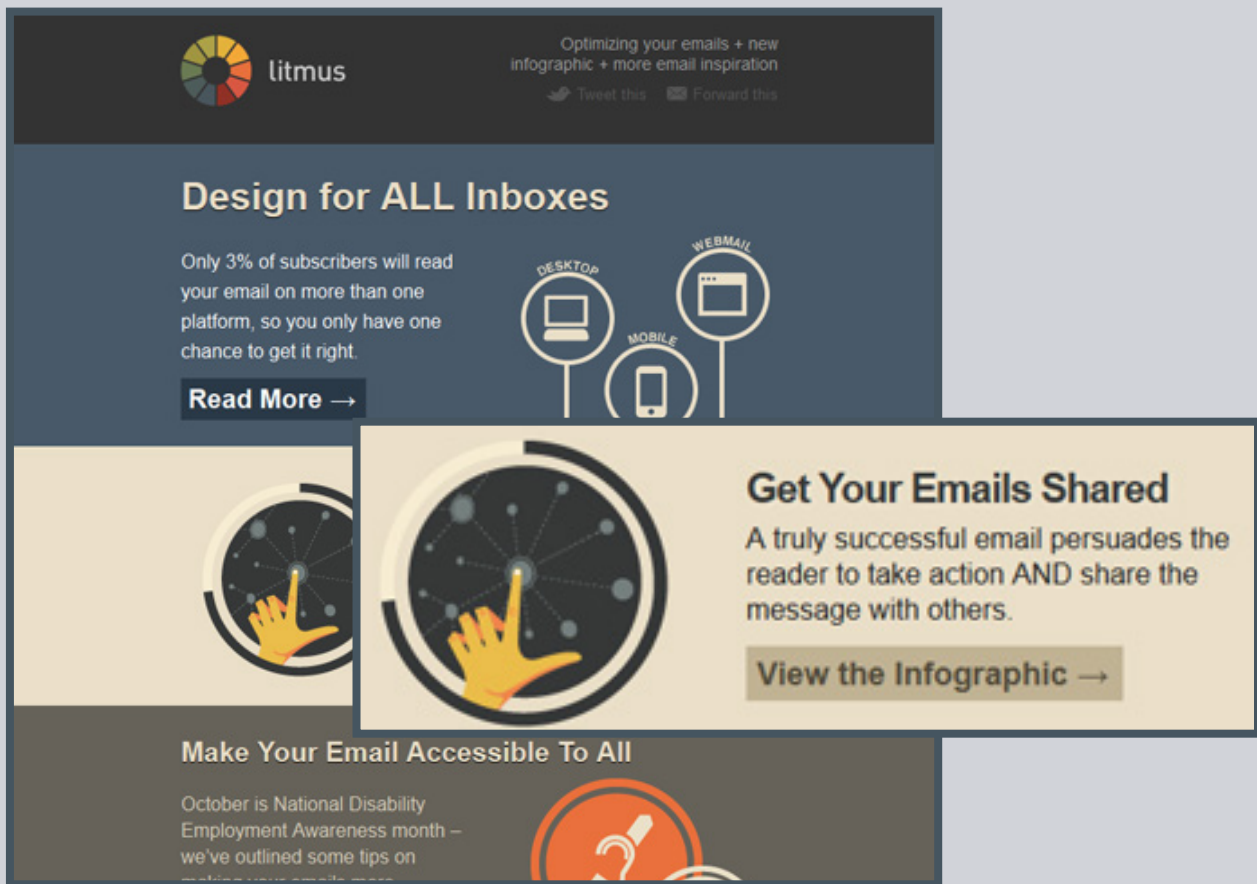 litmus
Optimizing your emails + new
infographic + more email inspiration
Tweet this Forward this
Design for ALL Inboxes
Only 3% of subscribers will read
your email on more than one
platform, so you only have one
chance to get it right.
Read More →
DESKTOP
WEBMAIL
MOBILE
Get Your Emails Shared
A truly successful email persuades the
reader to take action AND share the
message with others.
View the Infographic →
Make Your Email Accessible To All
October is National Disability
Employment Awareness month –
we've outlined some tips on
making your emails more